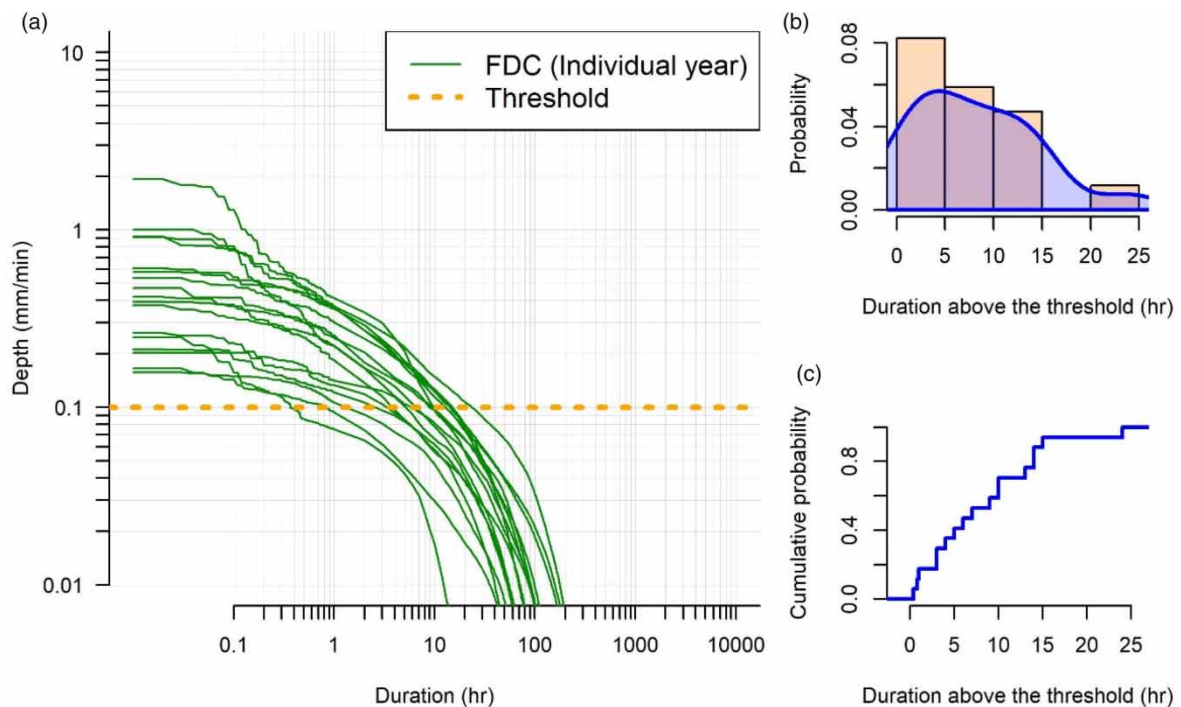 (a)
10
1
0.1
0.01
Depth (mm/min)
FDC (Individual year)
Threshold
0.1 1 10 100 1000 10000
Duration (hr)
(b)
0.08
0.04
0.00
Probability
0 5 10 15 20 25
Duration above the threshold (hr)
(c)
0.8
0.4
0.0
Cumulative probability
0 5 10 15 20 25
Duration above the threshold (hr)